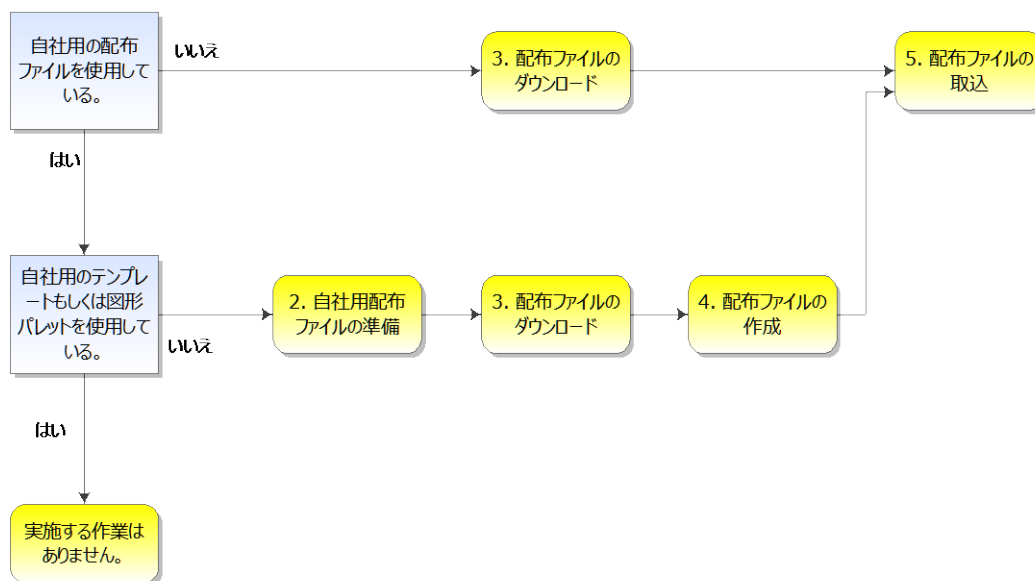 自社用の配布
ファイルを使用して
いる。
いいえ
3. 配布ファイルの
ダウンロード
5. 配布ファイルの
取込
はい
自社用のテンプレ
ートもしくは図形
パレットを使用して
いる。
いいえ
2. 自社用配布
ファイルの準備
3. 配布ファイルの
ダウンロード
4. 配布ファイルの
作成
はい
実施する作業は
ありません。